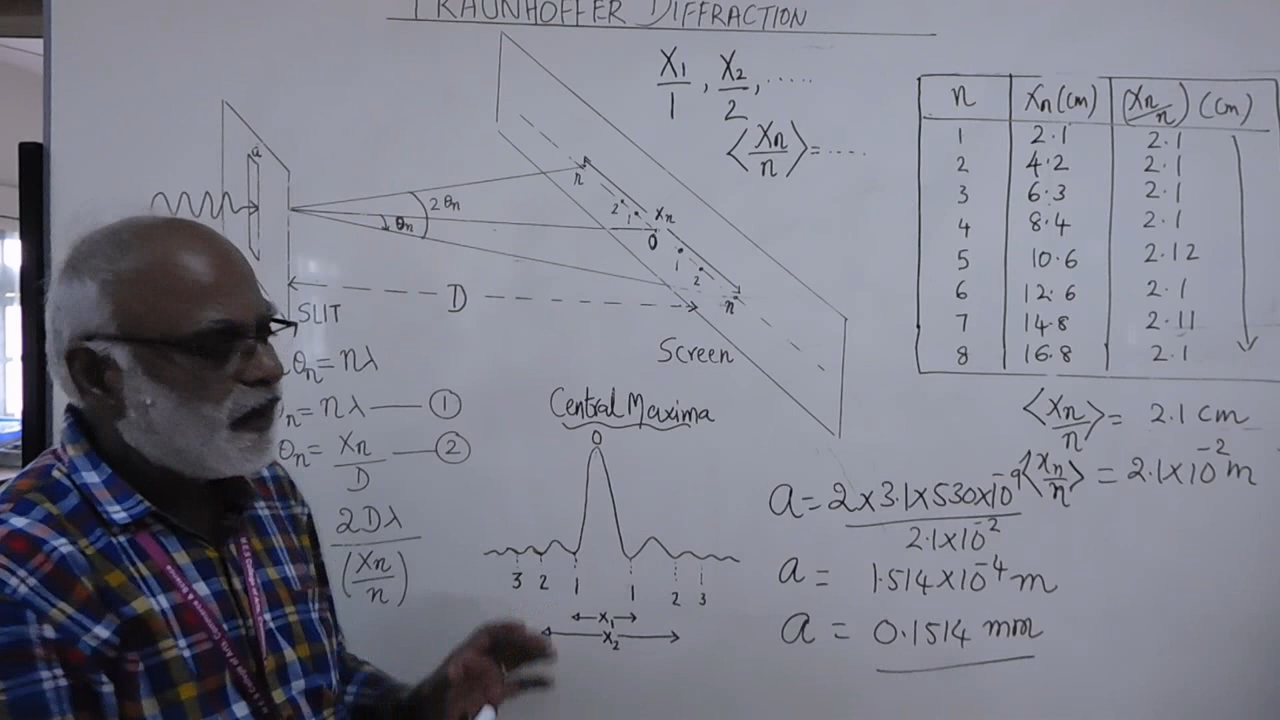 FRAUNHOFFER DIFFRACTION
X₁/1 , X₂/2 , .....
⟨Xn/n⟩ = ....
a
2θn
θn
n
2
1
Xn
O
1
2
n
D
SLIT
Screen
θn = nλ
n = nλ — ①
θn = Xn/D — ②
2Dλ/(Xn/n)
Central Maxima
O
3 2 1 1 2 3
X₁
X₂
n Xn(cm) (Xn/n)(cm)
1 2.1 2.1
2 4.2 2.1
3 6.3 2.1
4 8.4 2.1
5 10.6 2.12
6 12.6 2.1
7 14.8 2.11
8 16.8 2.1
⟨Xn/n⟩ = 2.1 cm
⟨Xn/n⟩ = 2.1×10⁻² m
a = 2×3.1×530×10⁻⁹/2.1×10⁻²
a = 1.514×10⁻⁴ m
a = 0.1514 mm